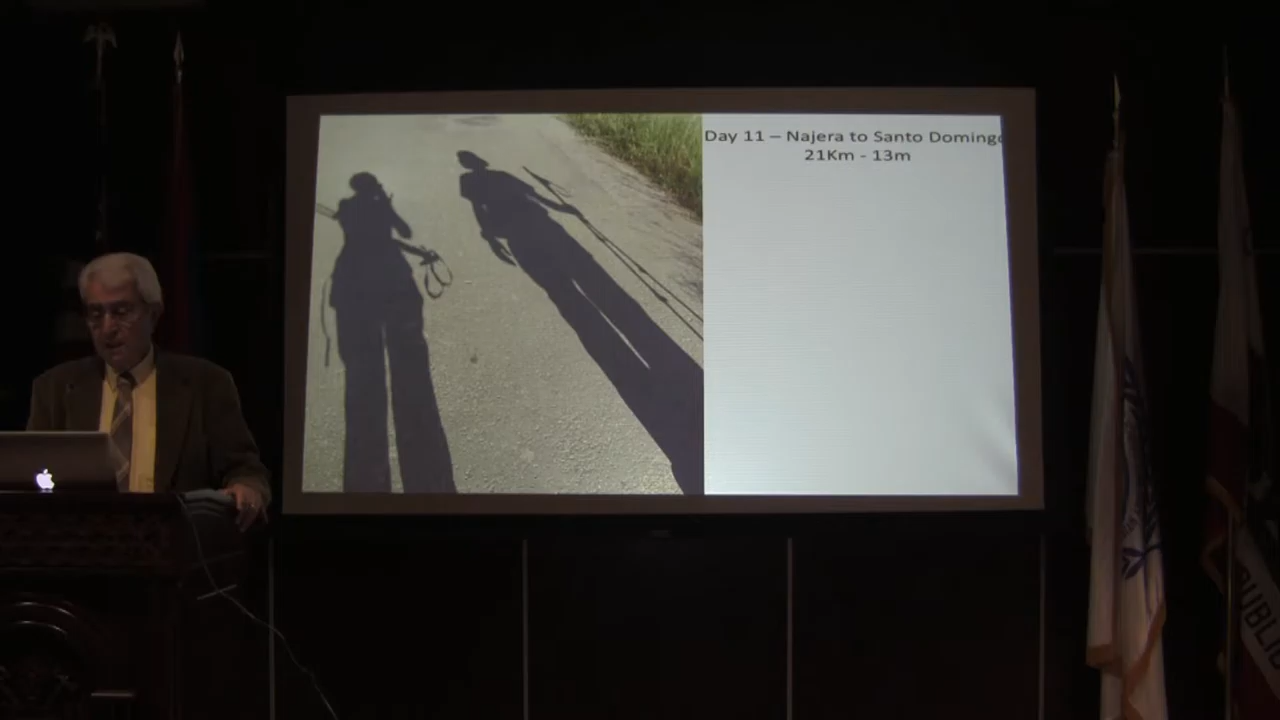 Day 11 – Najera to Santo Domingo
21Km - 13m